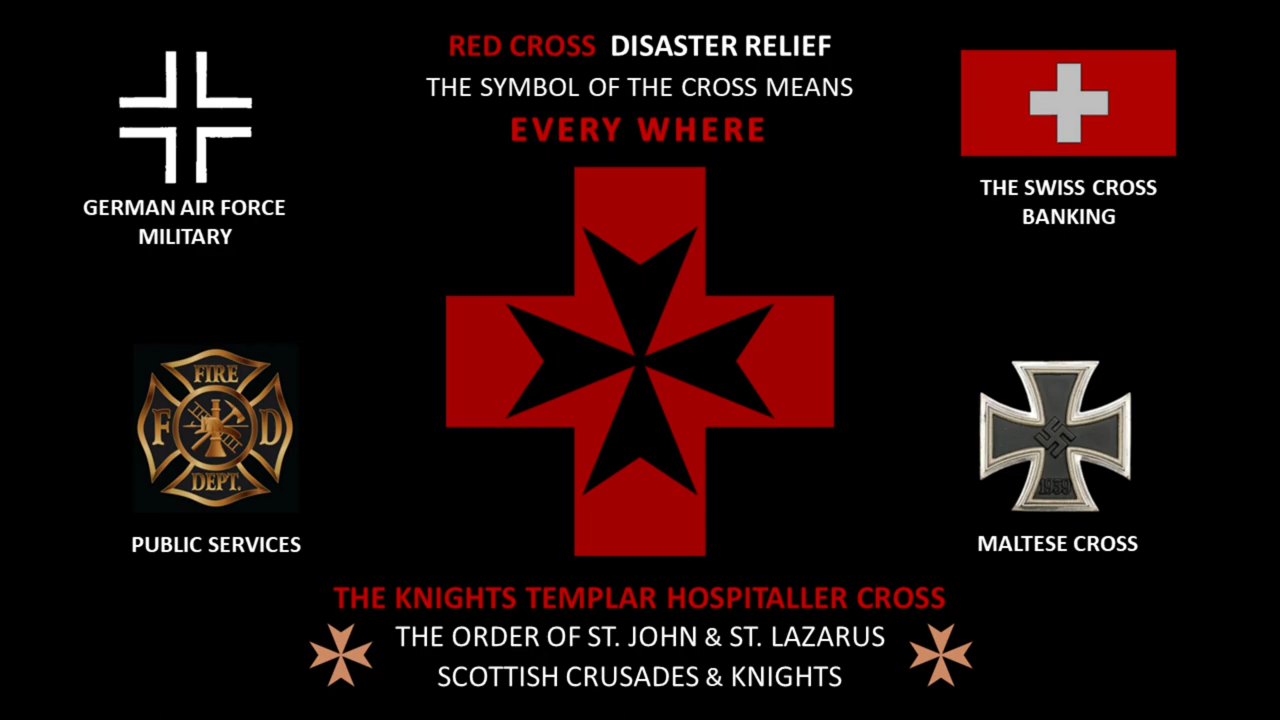 RED CROSS DISASTER RELIEF
THE SYMBOL OF THE CROSS MEANS
EVERY WHERE
GERMAN AIR FORCE
MILITARY
THE SWISS CROSS
BANKING
FIRE
F D
DEPT.
PUBLIC SERVICES
1939
MALTESE CROSS
THE KNIGHTS TEMPLAR HOSPITALLER CROSS
THE ORDER OF ST. JOHN & ST. LAZARUS
SCOTTISH CRUSADES & KNIGHTS